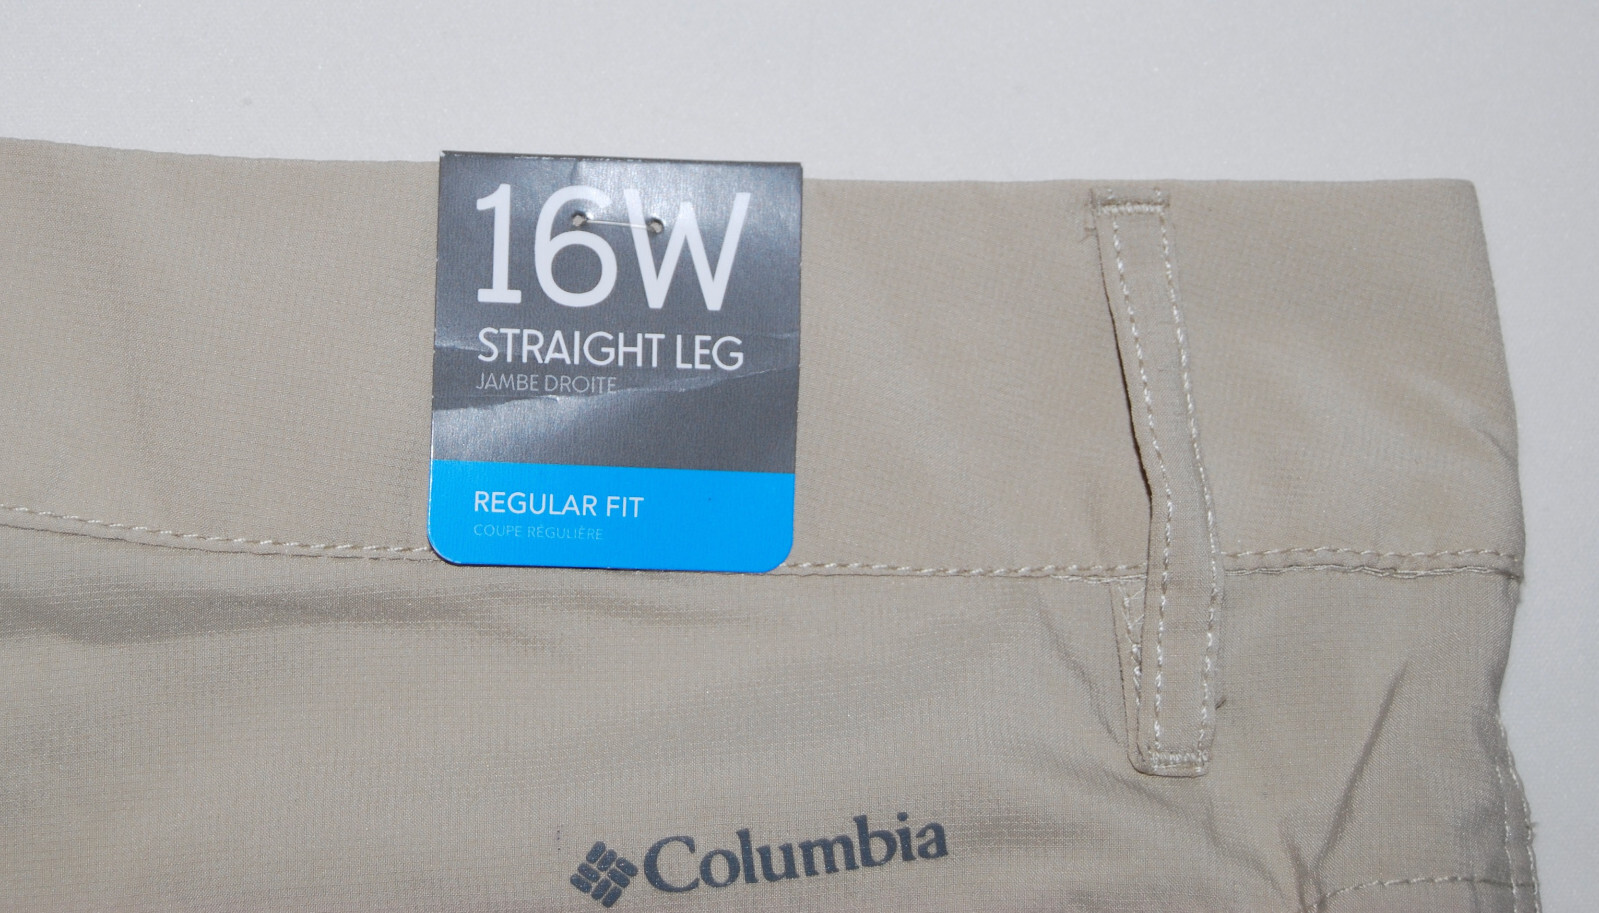 16W
STRAIGHT LEG
JAMBE DROITE
REGULAR FIT
COUPE RÉGULIÈRE
Columbia